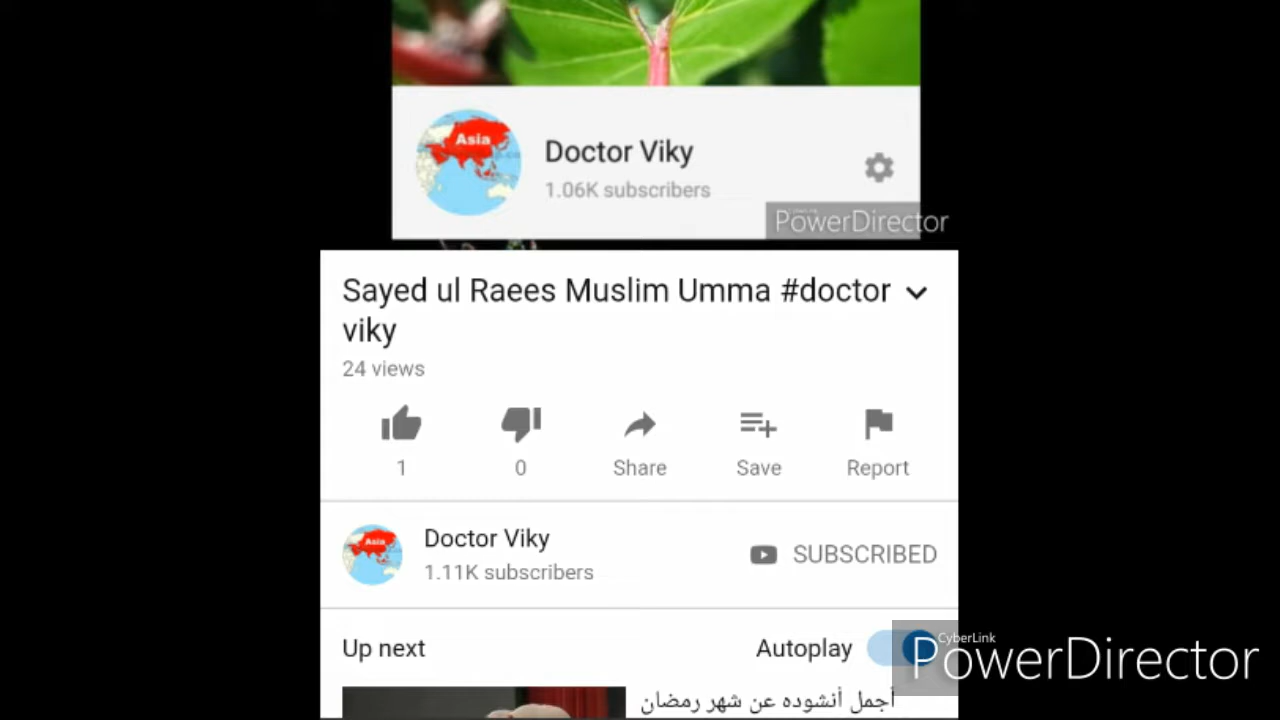 Asia
Doctor Viky
1.06K subscribers
CyberLink
PowerDirector
Sayed ul Raees Muslim Umma #doctor
viky
24 views
1
0
Share
Save
Report
Asia
Doctor Viky
1.11K subscribers
SUBSCRIBED
Up next
Autoplay
CyberLink
PowerDirector
أجمل أنشوده عن شهر رمضان